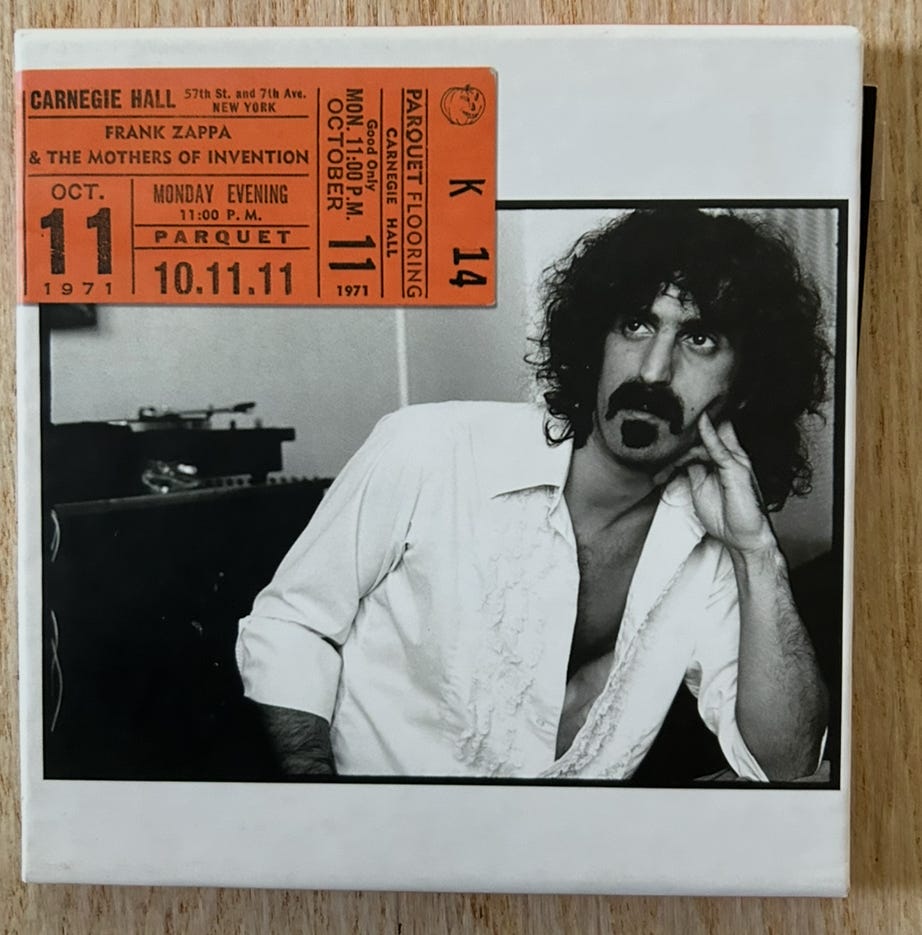 CARNEGIE HALL 57th St. and 7th Ave.
NEW YORK
FRANK ZAPPA
& THE MOTHERS OF INVENTION
OCT.
11
1971
MONDAY EVENING
11:00 P. M.
PARQUET
10.11.11
MON. 11:00 P.M.
OCTOBER 11
1971
Good Only
CARNEGIE HALL
PARQUET FLOORING
K 14